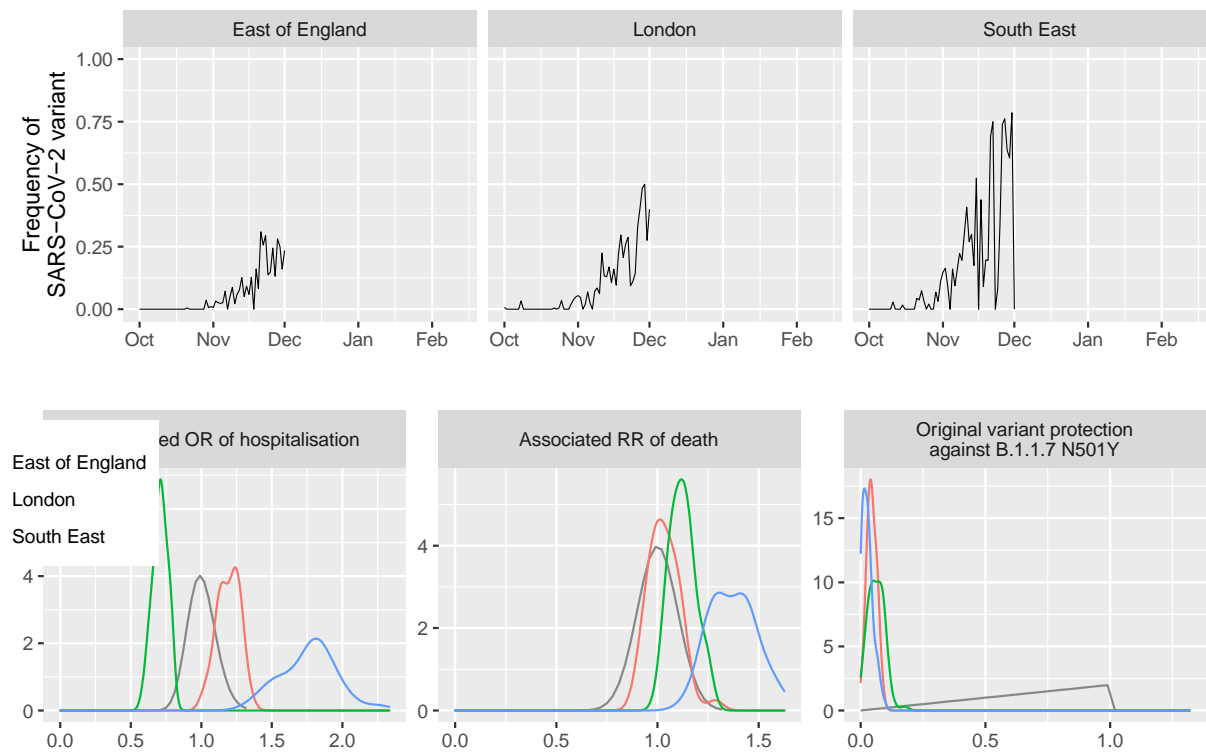 East of England
London
South East
Frequency of
SARS−CoV−2 variant
1.00
0.75
0.50
0.25
0.00
Oct Nov Dec Jan Feb
Oct Nov Dec Jan Feb
Oct Nov Dec Jan Feb
ed OR of hospitalisation
East of England
London
South East
4
2
0
0.0 0.5 1.0 1.5 2.0
Associated RR of death
4
2
0
0.0 0.5 1.0 1.5
Original variant protection
against B.1.1.7 N501Y
15
10
5
0
0.0 0.5 1.0